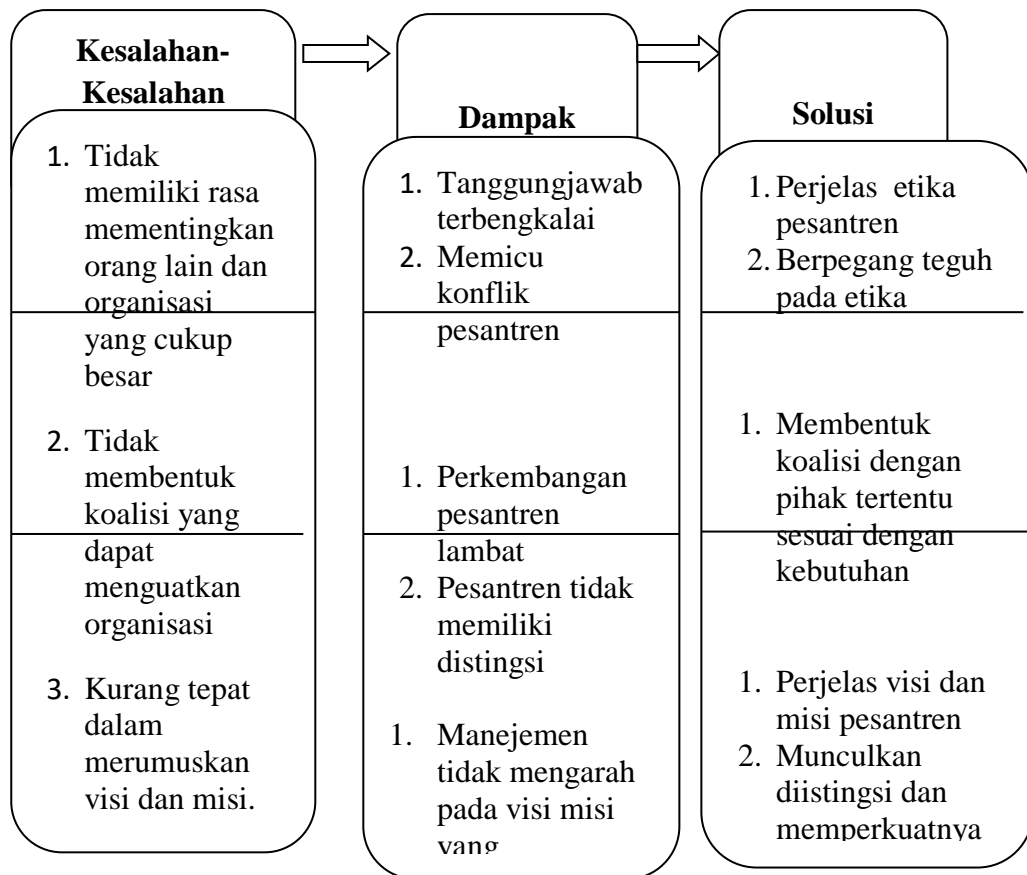 Kesalahan-
Kesalahan
1. Tidak
memiliki rasa
mementingkan
orang lain dan
organisasi
yang cukup
besar
2. Tidak
membentuk
koalisi yang
dapat
menguatkan
organisasi
3. Kurang tepat
dalam
merumuskan
visi dan misi.
Dampak
1. Tanggungjawab
terbengkalai
2. Memicu
konflik
pesantren
1. Perkembangan
pesantren
lambat
2. Pesantren tidak
memiliki
distingsi
1. Manejemen
tidak mengarah
pada visi misi
yang
Solusi
1. Perjelas etika
pesantren
2. Berpegang teguh
pada etika
1. Membentuk
koalisi dengan
pihak tertentu
sesuai dengan
kebutuhan
1. Perjelas visi dan
misi pesantren
2. Munculkan
diistingsi dan
memperkuatnya